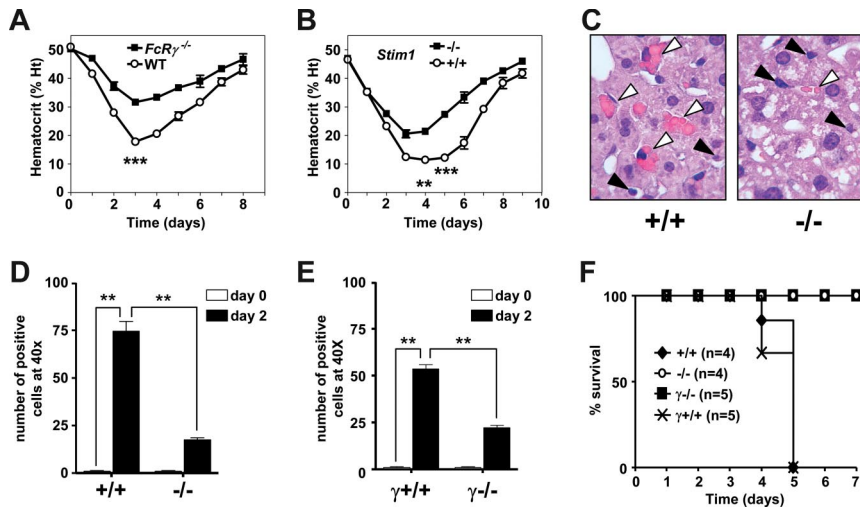 A
Hematocrit (% Ht)
60
50
40
30
20
10
0
FcRγ-/-
WT
***
0 2 4 6 8
Time (days)
B
Hematocrit (% Ht)
60
50
40
30
20
10
0
Stim1
-/-
+/+
**
***
0 2 4 6 8 10
Time (days)
C
+/+
-/-
D
number of positive
cells at 40x
100
75
50
25
0
day 0
day 2
**
**
+/+
-/-
E
number of positive
cells at 40X
100
75
50
25
0
day 0
day 2
**
**
γ+/+
γ-/-
F
% survival
100
50
0
+/+ (n=4)
-/- (n=4)
γ-/- (n=5)
γ+/+ (n=5)
0 1 2 3 4 5 6 7
Time (days)